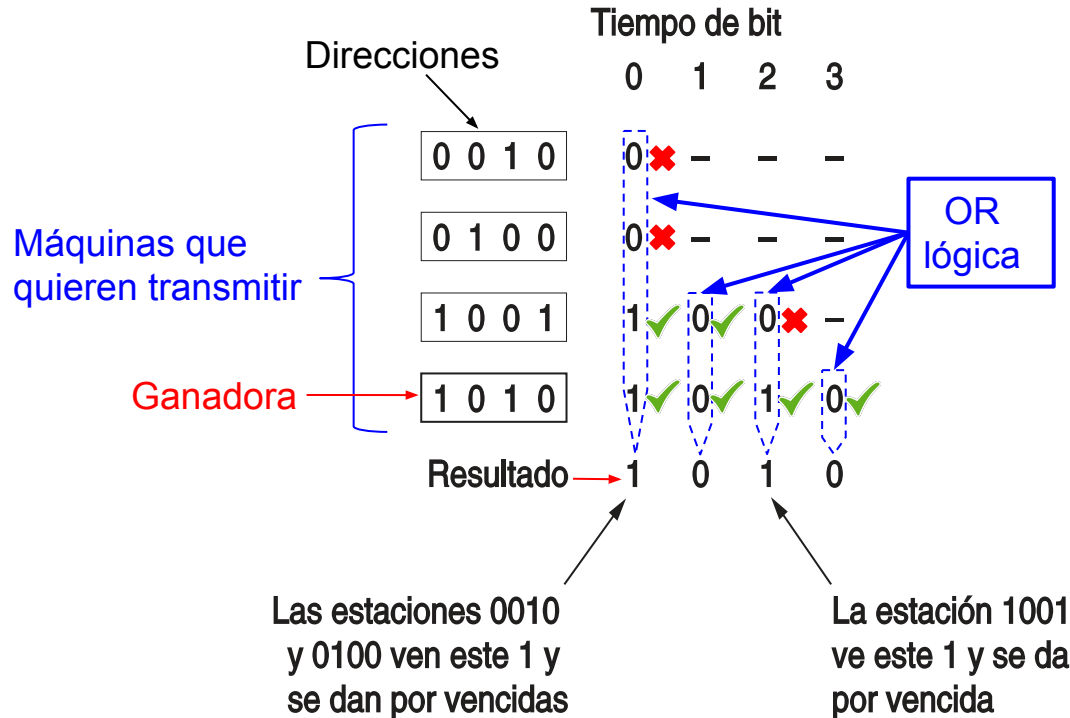 Tiempo de bit
Direcciones
0 1 2 3
0 0 1 0 0 – – –
0 1 0 0 0 – – –
OR
lógica
Máquinas que
quieren transmitir
1 0 0 1 1 0 0 –
Ganadora
1 0 1 0 1 0 1 0
Resultado 1 0 1 0
Las estaciones 0010
y 0100 ven este 1 y
se dan por vencidas
La estación 1001
ve este 1 y se da
por vencida